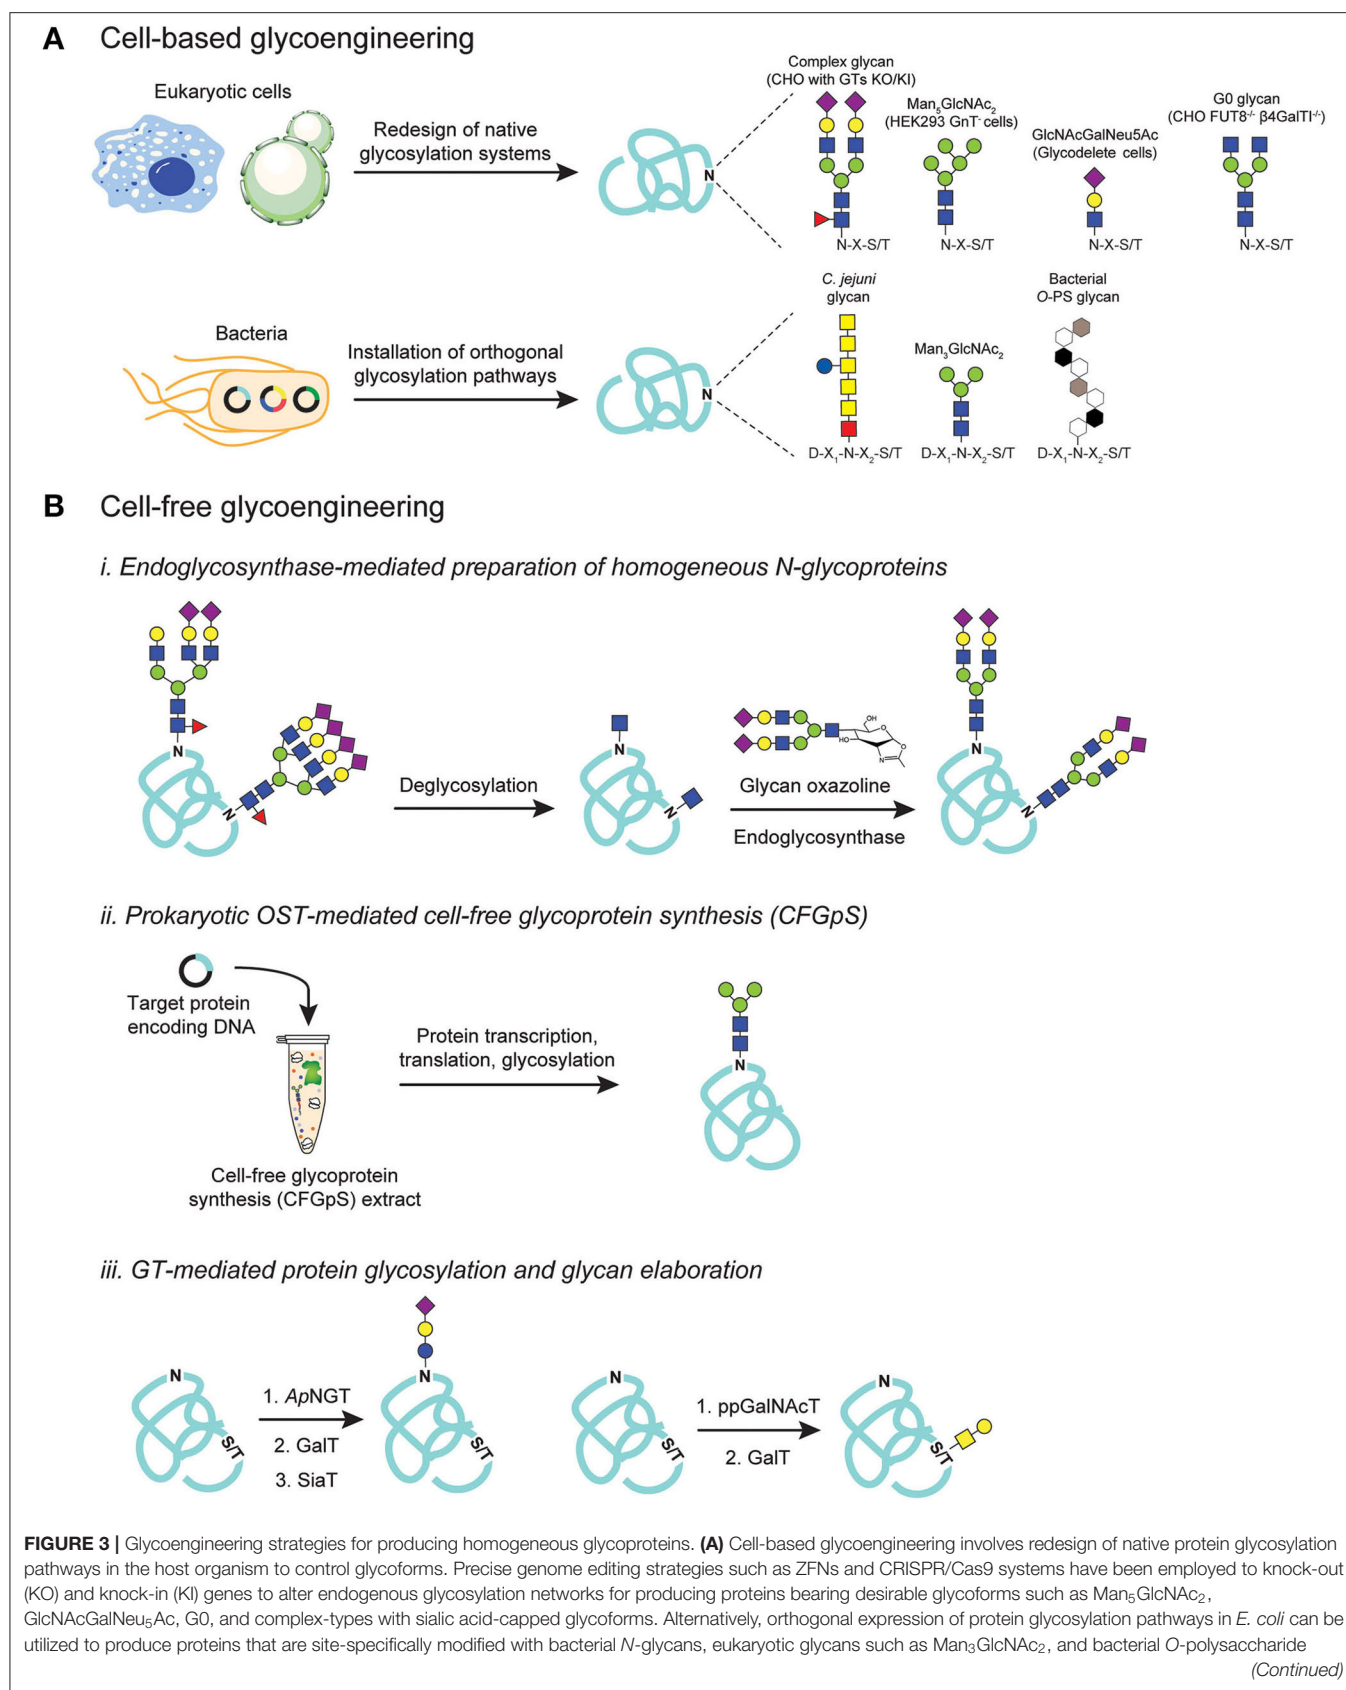 A Cell-based glycoengineering
Eukaryotic cells
Redesign of native
glycosylation systems
N
Complex glycan
(CHO with GTs KO/KI)
N-X-S/T
Man5GlcNAc2
(HEK293 GnT- cells)
N-X-S/T
GlcNAcGalNeu5Ac
(Glycodelete cells)
N-X-S/T
G0 glycan
(CHO FUT8-/- β4GalTI-/-)
N-X-S/T
Bacteria
Installation of orthogonal
glycosylation pathways
N
C. jejuni
glycan
D-X1-N-X2-S/T
Man3GlcNAc2
D-X1-N-X2-S/T
Bacterial
O-PS glycan
D-X1-N-X2-S/T
B Cell-free glycoengineering
i. Endoglycosynthase-mediated preparation of homogeneous N-glycoproteins
N
N
Deglycosylation
N
N
OH
HO
O
O
N
Glycan oxazoline
Endoglycosynthase
N
N
ii. Prokaryotic OST-mediated cell-free glycoprotein synthesis (CFGpS)
Target protein
encoding DNA
Cell-free glycoprotein
synthesis (CFGpS) extract
Protein transcription,
translation, glycosylation
N
iii. GT-mediated protein glycosylation and glycan elaboration
N
S/T
1. ApNGT
2. GalT
3. SiaT
N
S/T
N
S/T
1. ppGalNAcT
2. GalT
N
S/T
FIGURE 3 | Glycoengineering strategies for producing homogeneous glycoproteins. (A) Cell-based glycoengineering involves redesign of native protein glycosylation
pathways in the host organism to control glycoforms. Precise genome editing strategies such as ZFNs and CRISPR/Cas9 systems have been employed to knock-out
(KO) and knock-in (KI) genes to alter endogenous glycosylation networks for producing proteins bearing desirable glycoforms such as Man5GlcNAc2,
GlcNAcGalNeu5Ac, G0, and complex-types with sialic acid-capped glycoforms. Alternatively, orthogonal expression of protein glycosylation pathways in E. coli can be
utilized to produce proteins that are site-specifically modified with bacterial N-glycans, eukaryotic glycans such as Man3GlcNAc2, and bacterial O-polysaccharide
(Continued)